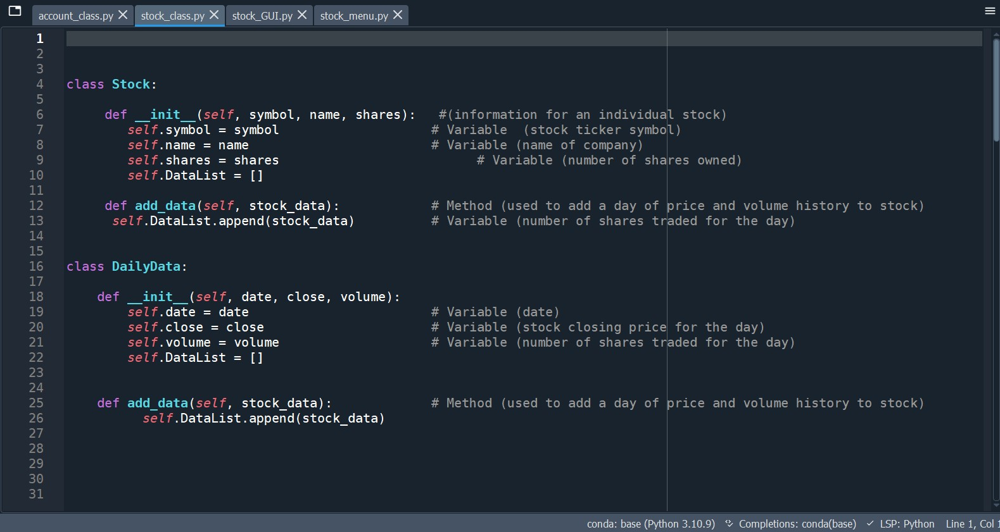 account_class.py stock_class.py stock_GUI.py stock_menu.py
1
2
3
4 class Stock:
5
6 def __init__(self, symbol, name, shares): #(information for an individual stock)
7 self.symbol = symbol # Variable (stock ticker symbol)
8 self.name = name # Variable (name of company)
9 self.shares = shares # Variable (number of shares owned)
10 self.DataList = []
11
12 def add_data(self, stock_data): # Method (used to add a day of price and volume history to stock)
13 self.DataList.append(stock_data) # Variable (number of shares traded for the day)
14
15
16 class DailyData:
17
18 def __init__(self, date, close, volume):
19 self.date = date # Variable (date)
20 self.close = close # Variable (stock closing price for the day)
21 self.volume = volume # Variable (number of shares traded for the day)
22 self.DataList = []
23
24
25 def add_data(self, stock_data): # Method (used to add a day of price and volume history to stock)
26 self.DataList.append(stock_data)
27
28
29
30
31
conda: base (Python 3.10.9) Completions: conda(base) LSP: Python Line 1, Col 1